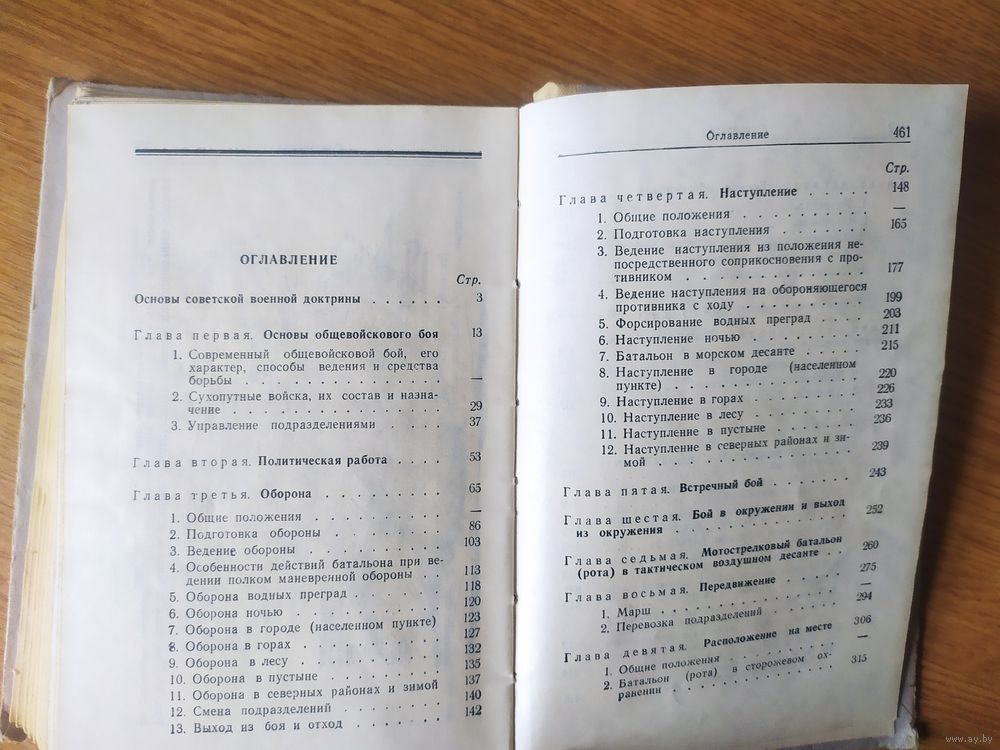 ОГЛАВЛЕНИЕ
Стр.
Основы советской военной доктрины . . . . . . 3
Глава первая. Основы общевойскового боя 13
1. Современный общевойсковой бой, его
характер, способы ведения и средства
борьбы . . . . . . . . . . . . . . —
2. Сухопутные войска, их состав и назна-
чение . . . . . . . . . . . . . . 29
3. Управление подразделениями . . . . 37
Глава вторая. Политическая работа . . . . 53
Глава третья. Оборона . . . . . . . . . 65
1. Общие положения . . . . . . . . . —
2. Подготовка обороны . . . . . . . . 86
3. Ведение обороны . . . . . . . . . 103
4. Особенности действий батальона при ве-
дении полком маневренной обороны . . 113
5. Оборона водных преград . . . . . . 118
6. Оборона ночью . . . . . . . . . . 120
7. Оборона в городе (населенном пункте) 123
8. Оборона в горах . . . . . . . . . 127
9. Оборона в лесу . . . . . . . . . 132
10. Оборона в пустыне . . . . . . . . 135
11. Оборона в северных районах и зимой 137
12. Смена подразделений . . . . . . . 140
13. Выход из боя и отход . . . . . . 142
Оглавление 461
Стр.
Глава четвертая. Наступление . . . . . 148
1. Общие положения . . . . . . . . . —
2. Подготовка наступления . . . . . . 165
3. Ведение наступления из положения не-
посредственного соприкосновения с про-
тивником . . . . . . . . . . . . 177
4. Ведение наступления на обороняющегося
противника с ходу . . . . . . . . 199
5. Форсирование водных преград . . . . 203
6. Наступление ночью . . . . . . . . 211
7. Батальон в морском десанте . . . . 215
8. Наступление в городе (населенном
пункте) . . . . . . . . . . . . . 220
9. Наступление в горах . . . . . . . 226
10. Наступление в лесу . . . . . . . 233
11. Наступление в пустыне . . . . . . 236
12. Наступление в северных районах и зи-
мой . . . . . . . . . . . . . . 239
Глава пятая. Встречный бой . . . . . . 243
Глава шестая. Бой в окружении и выход
из окружения . . . . . . . . . . . . 252
Глава седьмая. Мотострелковый батальон
(рота) в тактическом воздушном десанте . . 260
Глава восьмая. Передвижение . . . . . . 275
1. Марш . . . . . . . . . . . . . . —
2. Перевозка подразделений . . . . . . 294
Глава девятая. Расположение на месте 306
1. Общие положения . . . . . . . . . —
2. Батальон (рота) в сторожевом ох-
ранении . . . . . . . . . . . . 315
www.ay.by